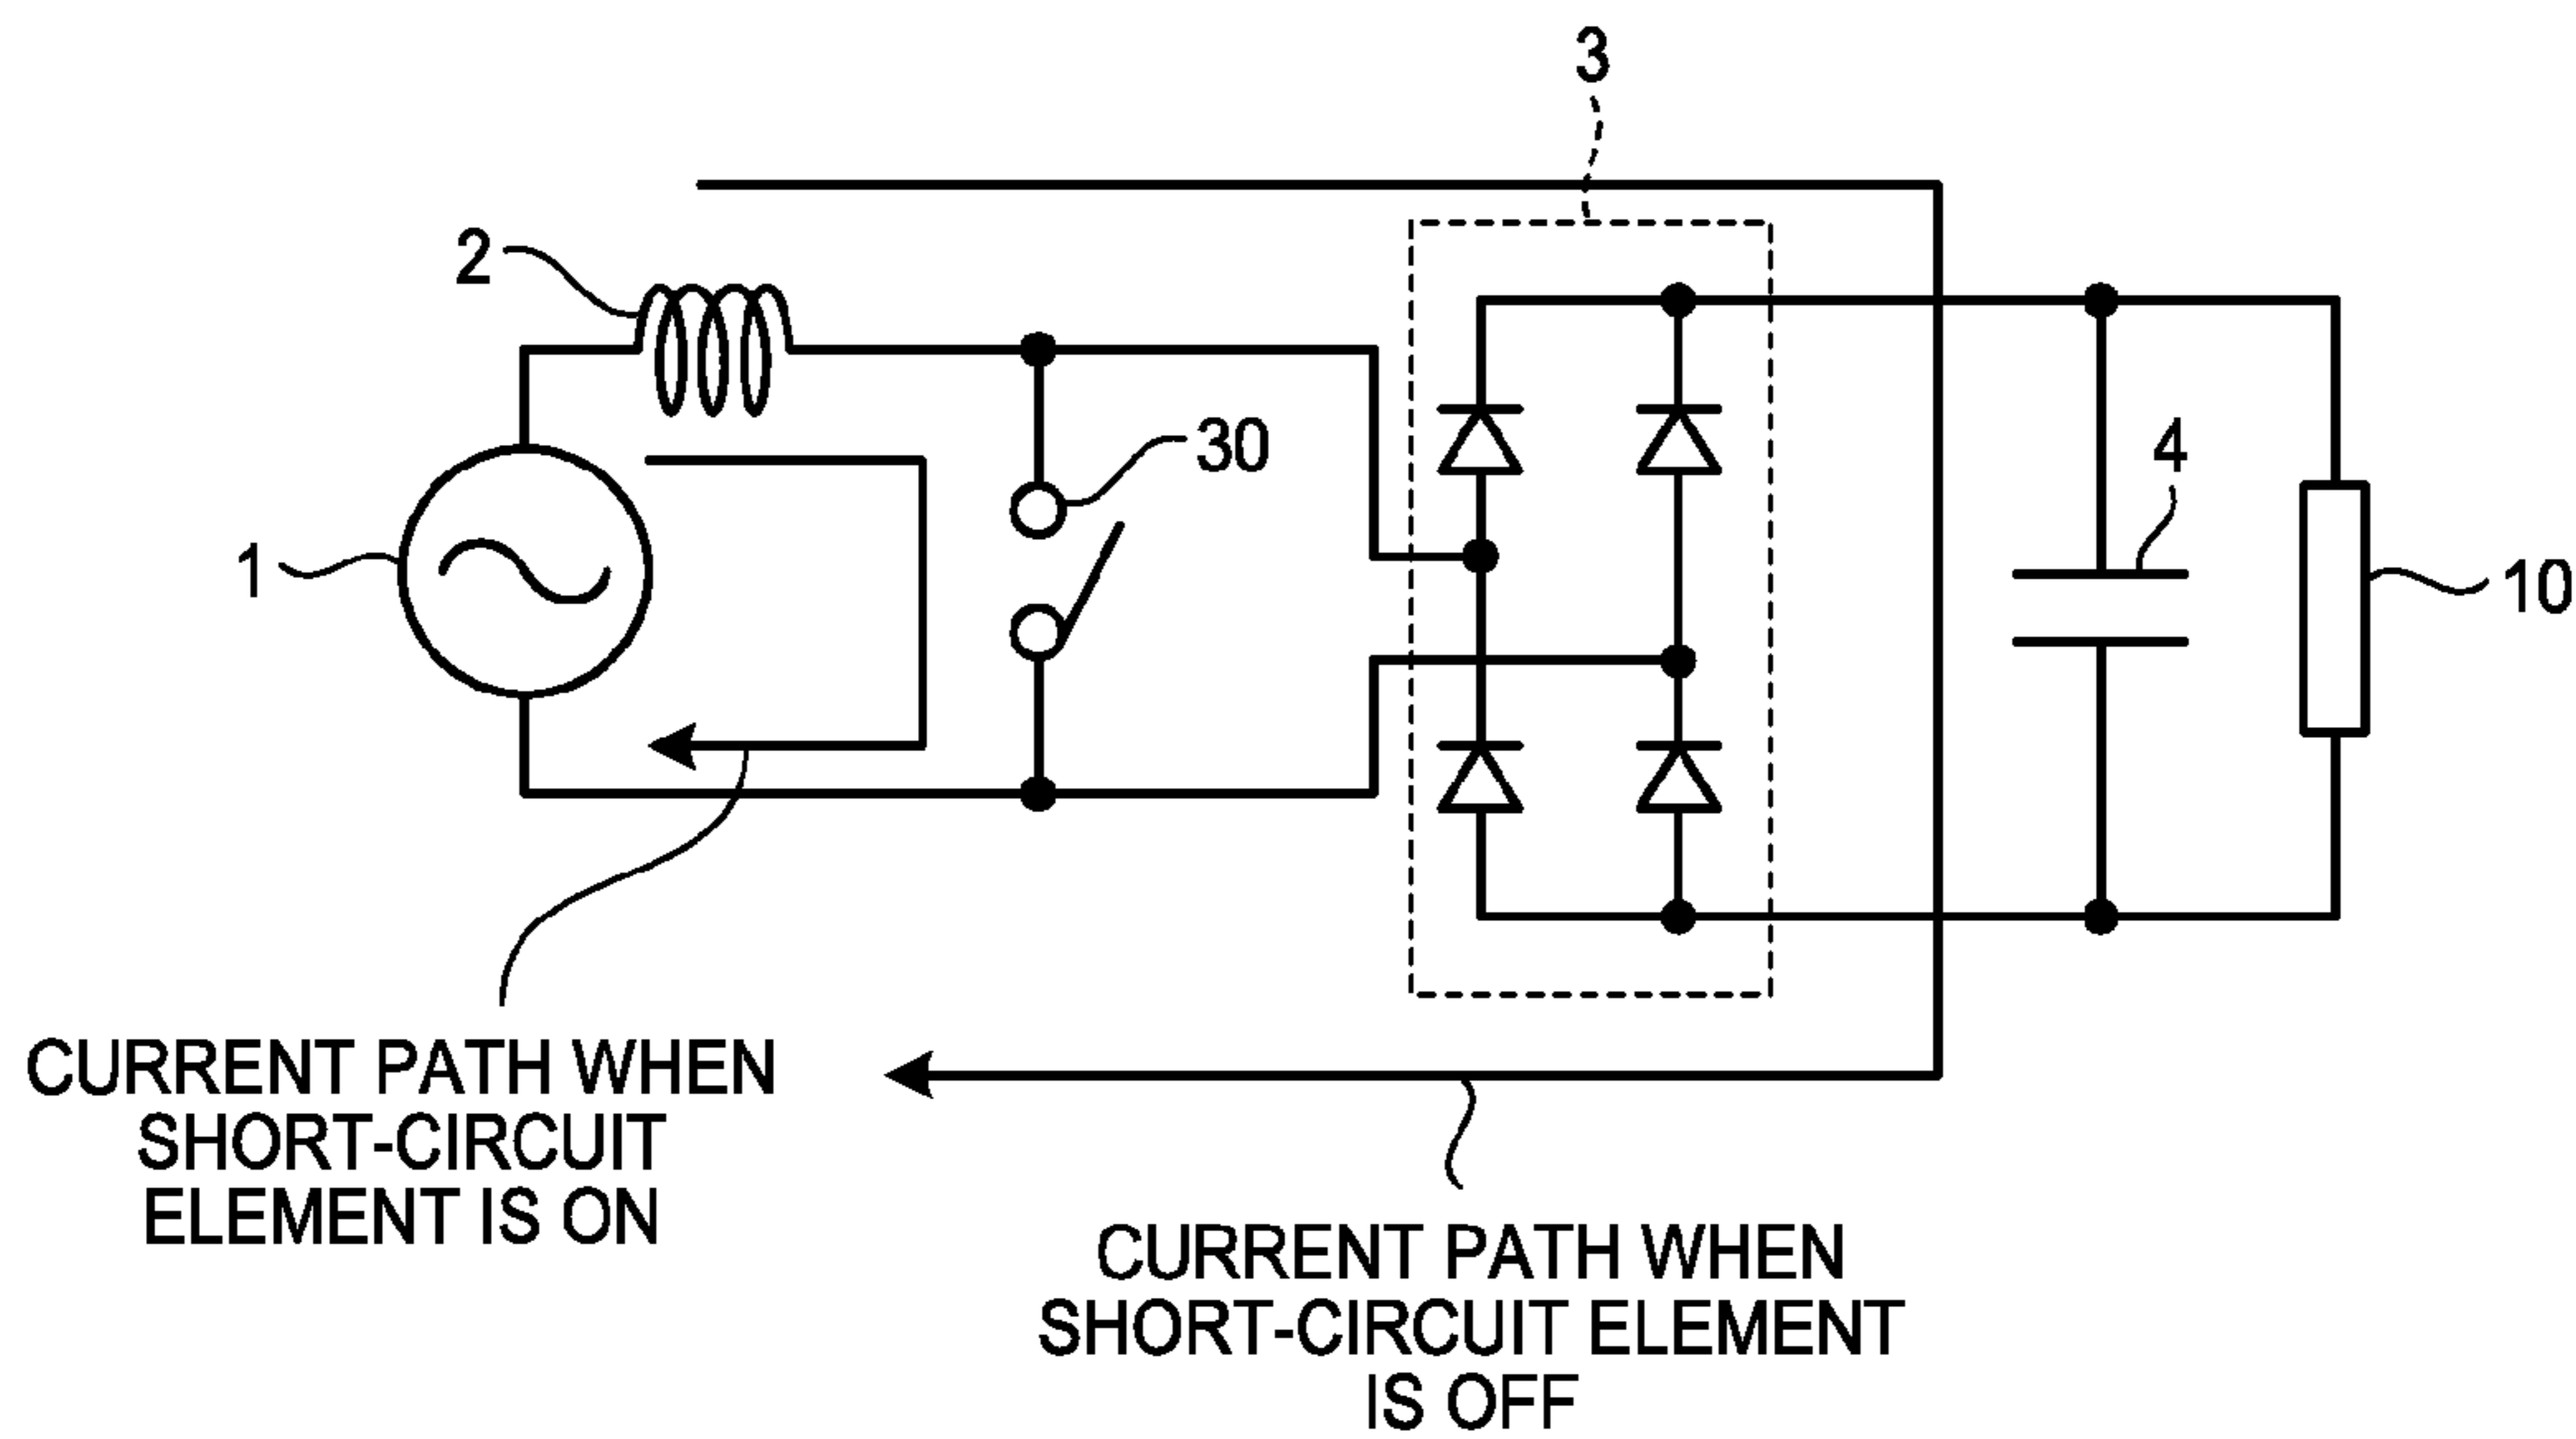 3
2
30
4
1
10
CURRENT PATH WHEN
SHORT-CIRCUIT
ELEMENT IS ON
CURRENT PATH WHEN
SHORT-CIRCUIT ELEMENT
IS OFF